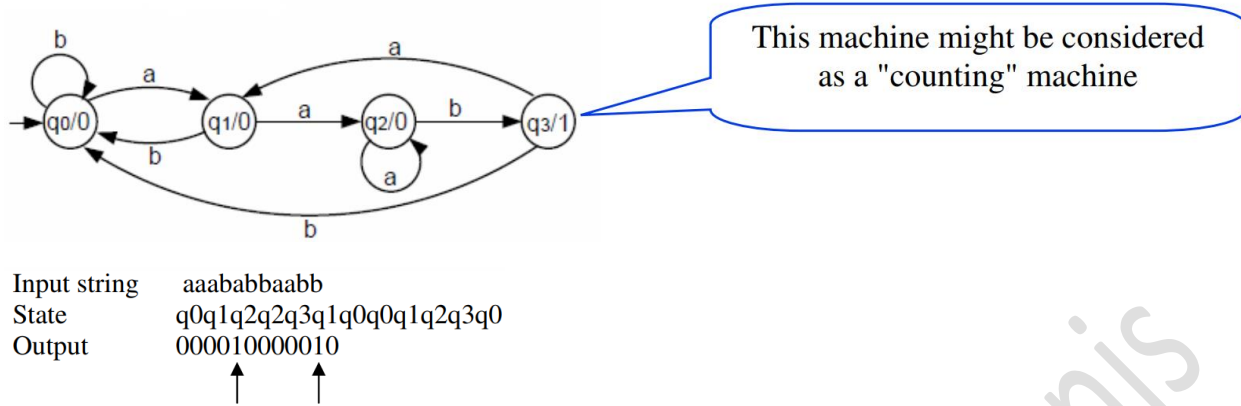 This machine might be considered
as a "counting" machine
b
a
a
q0/0
q1/0
a
q2/0
b
q3/1
b
a
b
Input string aaababbaabb
State q0q1q2q2q3q1q0q0q1q2q3q0
Output 000010000010